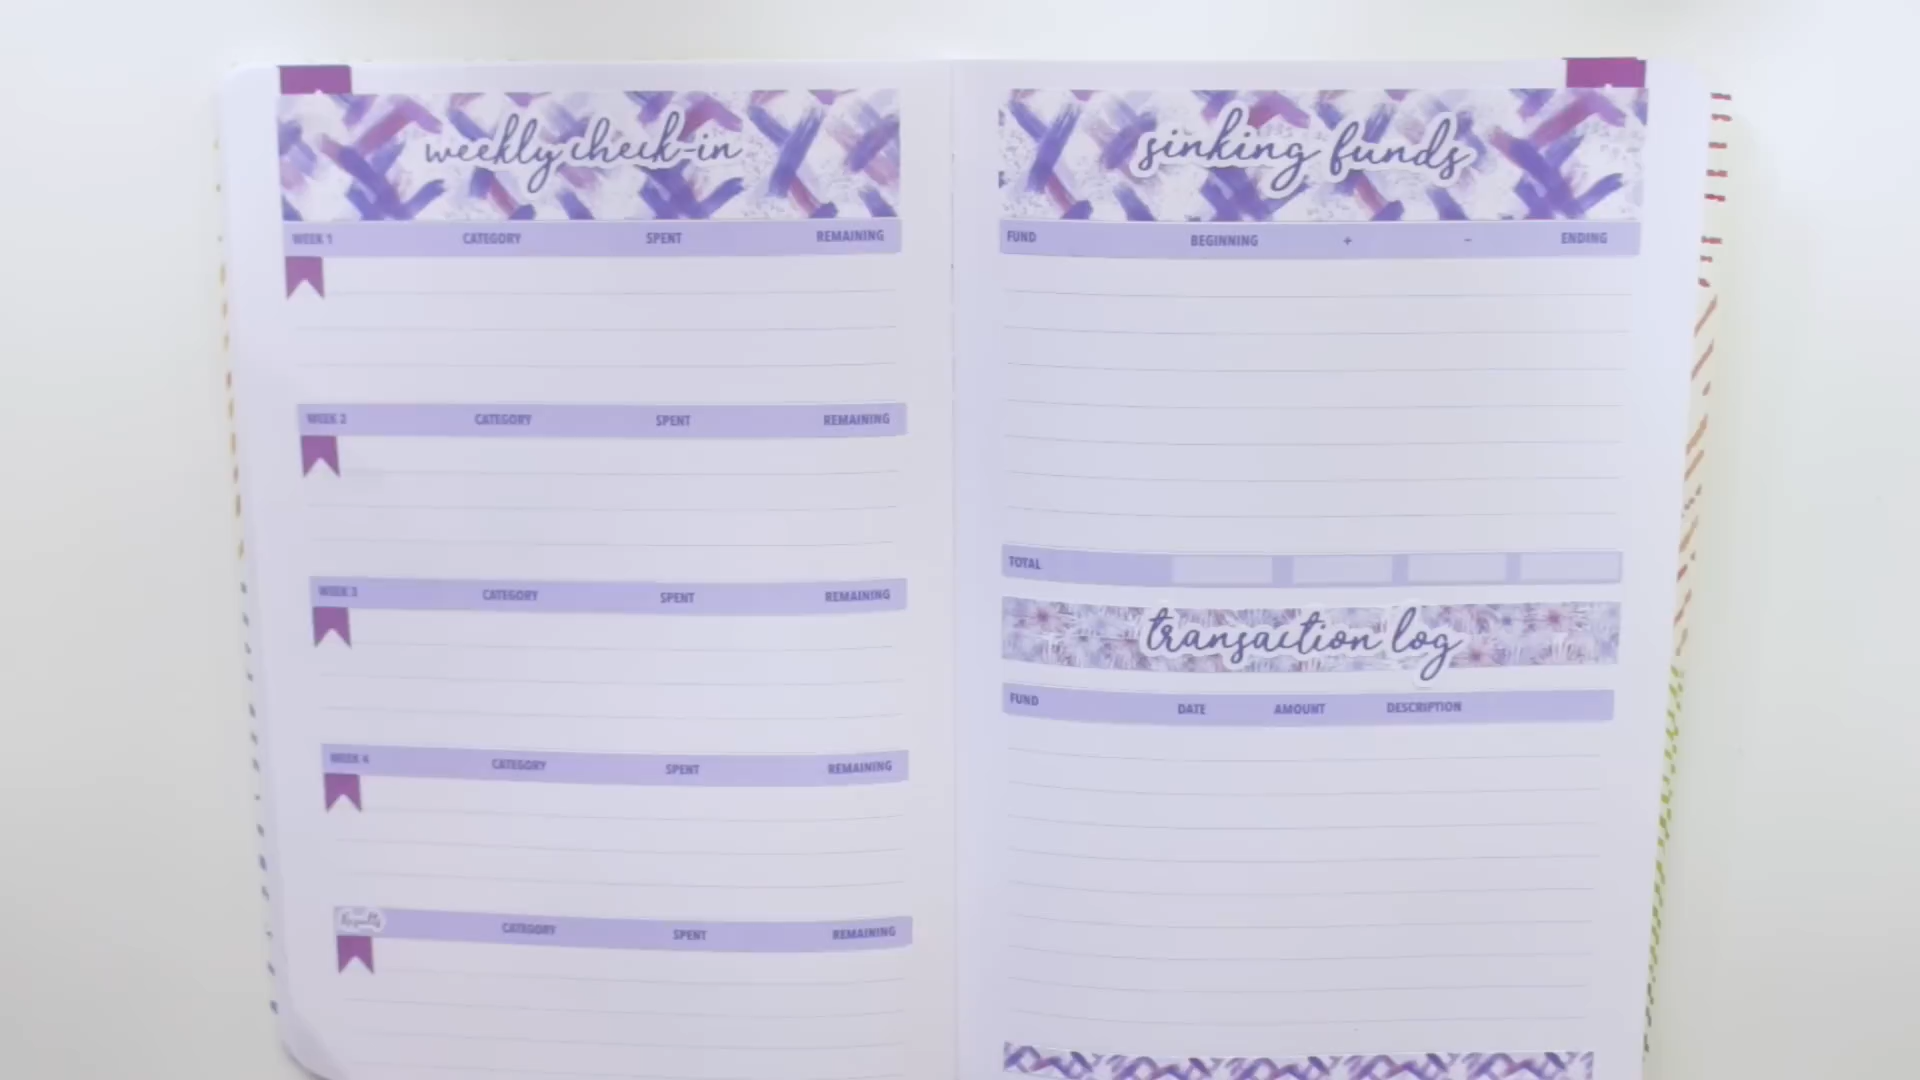 weekly check-in
WEEK 1 CATEGORY SPENT REMAINING
WEEK 2 CATEGORY SPENT REMAINING
WEEK 3 CATEGORY SPENT REMAINING
WEEK 4 CATEGORY SPENT REMAINING
CATEGORY SPENT REMAINING
sinking funds
FUND BEGINNING + - ENDING
TOTAL
transaction log
FUND DATE AMOUNT DESCRIPTION